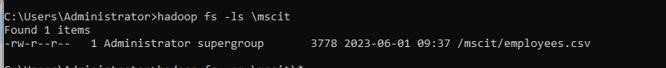 C:\Users\Administrator>hadoop fs -ls \mscit
Found 1 items
-rw-r--r--   1 Administrator supergroup       3778 2023-06-01 09:37 /mscit/employees.csv